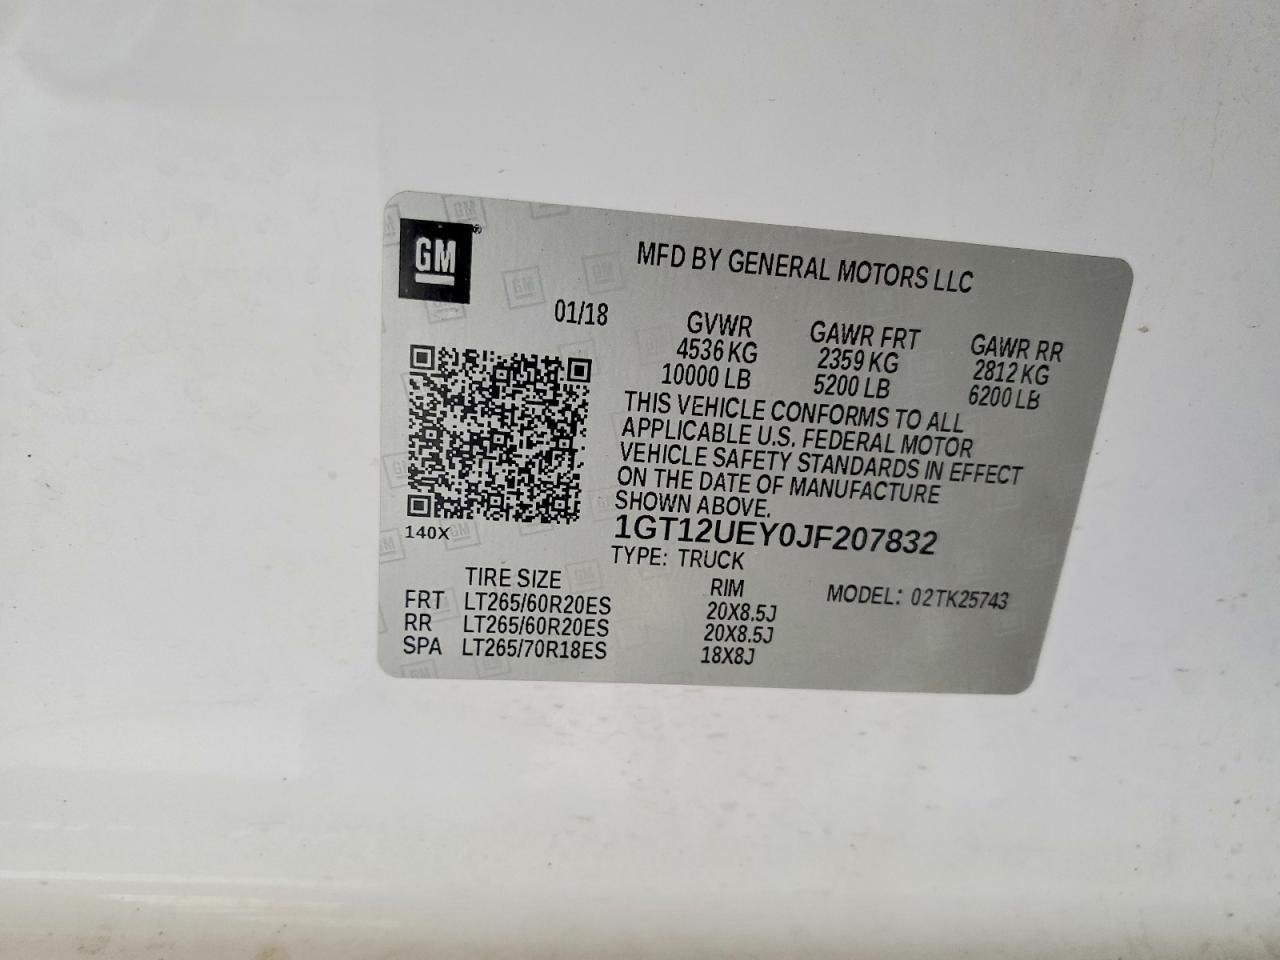 GM
MFD BY GENERAL MOTORS LLC
01/18
GVWR GAWR FRT GAWR RR
4536 KG 2359 KG 2812 KG
10000 LB 5200 LB 6200 LB
THIS VEHICLE CONFORMS TO ALL
APPLICABLE U.S. FEDERAL MOTOR
VEHICLE SAFETY STANDARDS IN EFFECT
ON THE DATE OF MANUFACTURE
SHOWN ABOVE.
140X
1GT12UEY0JF207832
TYPE: TRUCK
TIRE SIZE RIM MODEL: 02TK25743
FRT LT265/60R20ES 20X8.5J
RR LT265/60R20ES 20X8.5J
SPA LT265/70R18ES 18X8J